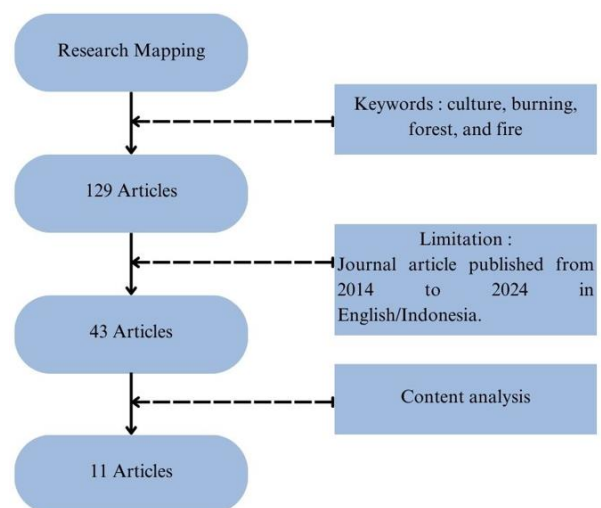 Research Mapping
Keywords : culture, burning,
forest, and fire
129 Articles
Limitation :
Journal article published from
2014 to 2024 in
English/Indonesia.
43 Articles
Content analysis
11 Articles